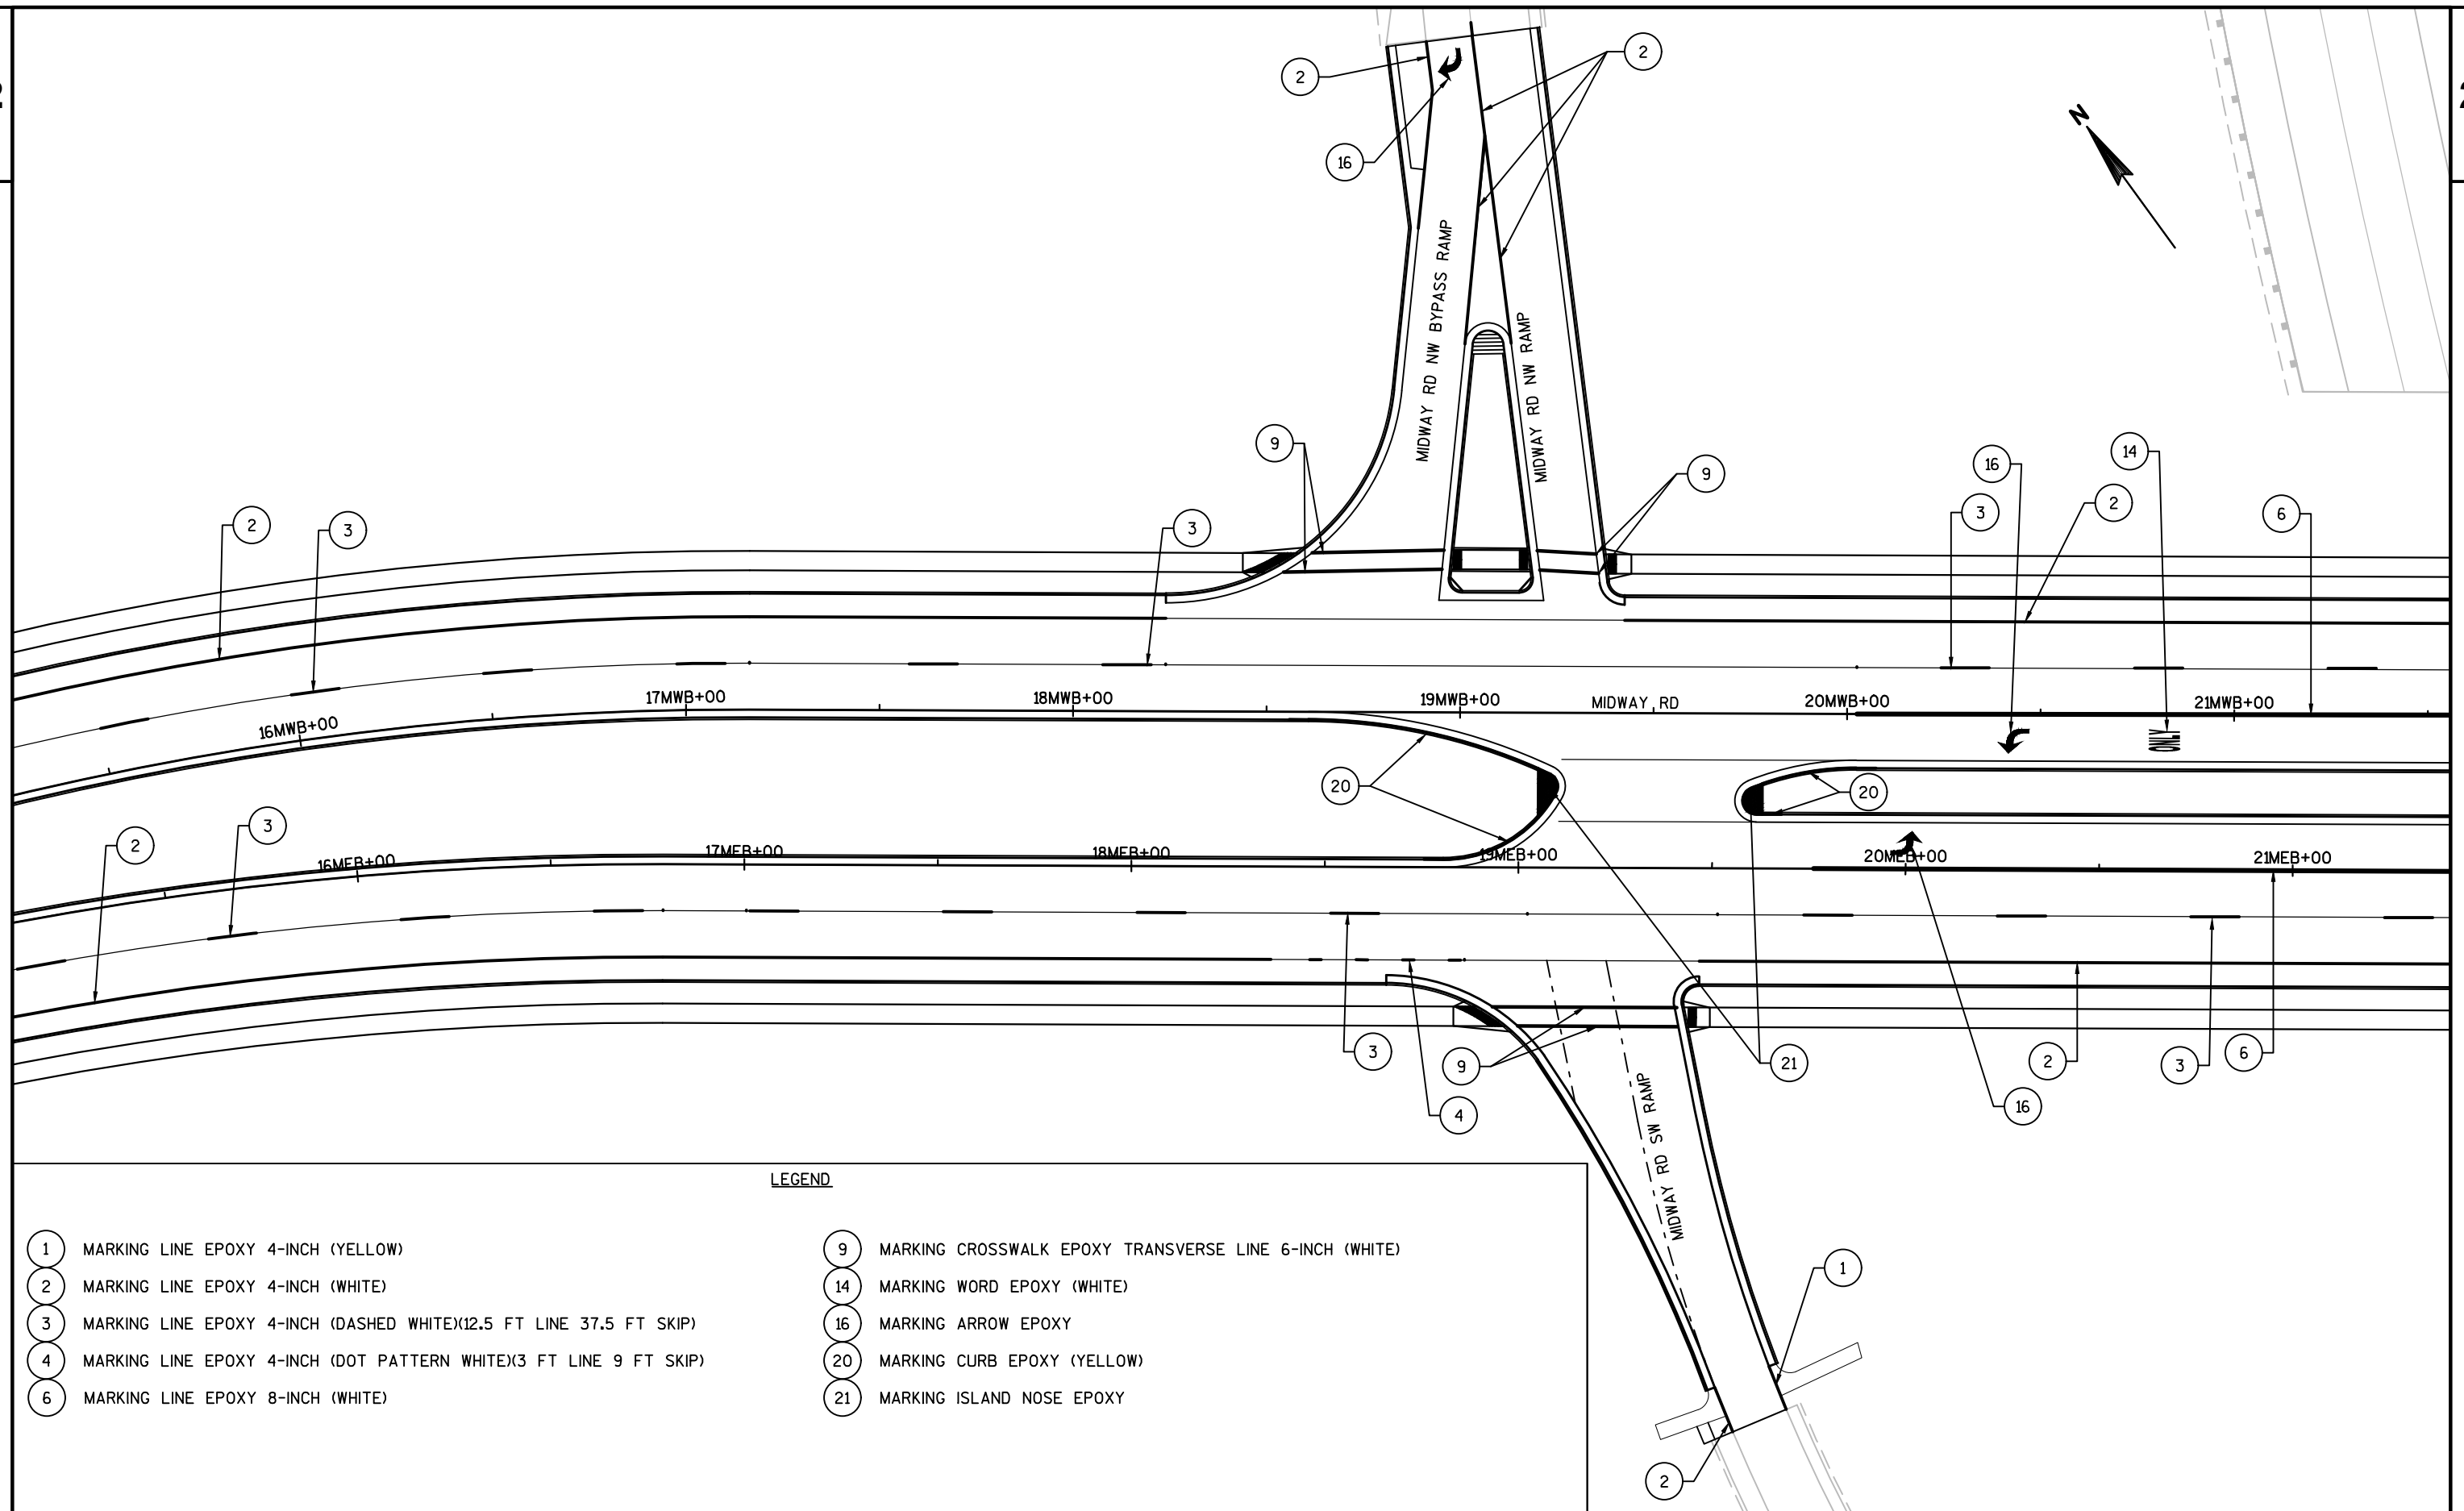 2
2
16
N
MIDWAY RD NW BYPASS RAMP
MIDWAY RD NW RAMP
9
9
16
14
3
2
6
2
3
3
16MWB+00
17MWB+00
18MWB+00
19MWB+00
MIDWAY RD
20MWB+00
21MWB+00
ONLY
20
20
2
3
16MEB+00
17MEB+00
18MEB+00
19MEB+00
20MEB+00
21MEB+00
3
9
4
21
2
3
6
16
MIDWAY RD SW RAMP
1
2
LEGEND
1 MARKING LINE EPOXY 4-INCH (YELLOW)
2 MARKING LINE EPOXY 4-INCH (WHITE)
3 MARKING LINE EPOXY 4-INCH (DASHED WHITE)(12.5 FT LINE 37.5 FT SKIP)
4 MARKING LINE EPOXY 4-INCH (DOT PATTERN WHITE)(3 FT LINE 9 FT SKIP)
6 MARKING LINE EPOXY 8-INCH (WHITE)
9 MARKING CROSSWALK EPOXY TRANSVERSE LINE 6-INCH (WHITE)
14 MARKING WORD EPOXY (WHITE)
16 MARKING ARROW EPOXY
20 MARKING CURB EPOXY (YELLOW)
21 MARKING ISLAND NOSE EPOXY